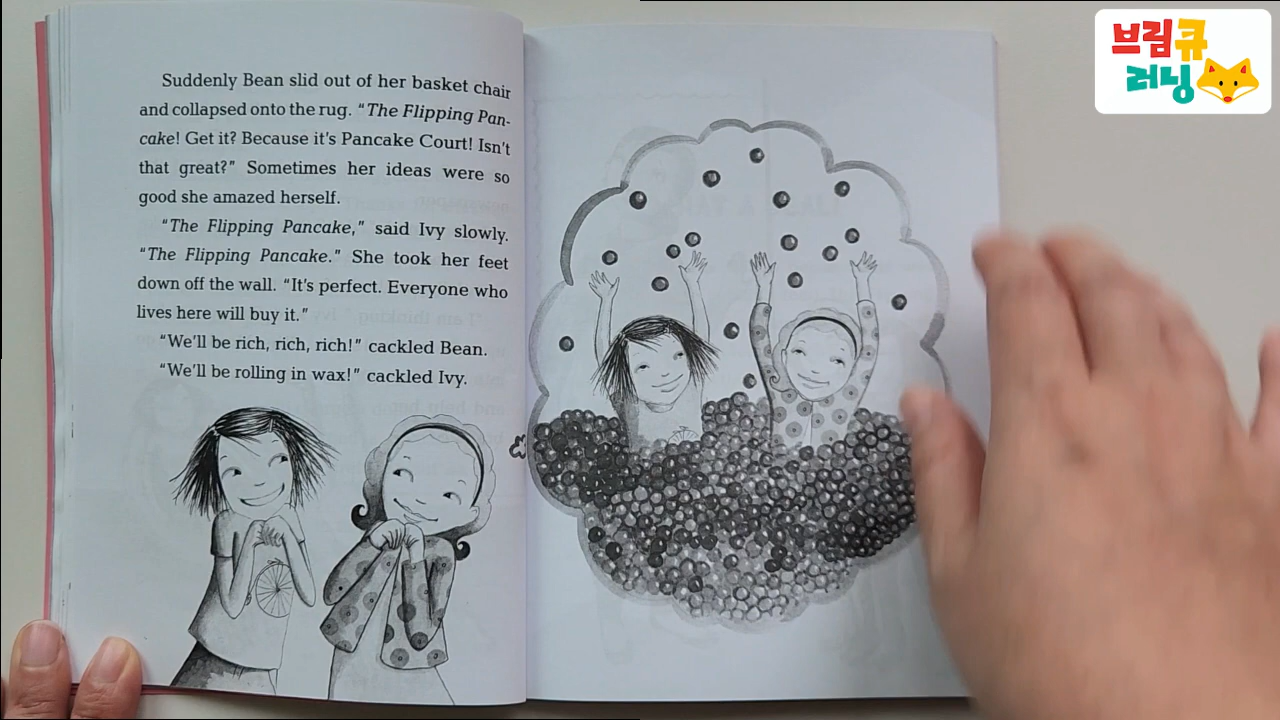 Suddenly Bean slid out of her basket chair
and collapsed onto the rug. “The Flipping Pan-
cake! Get it? Because it’s Pancake Court! Isn’t
that great?” Sometimes her ideas were so
good she amazed herself.
“The Flipping Pancake,” said Ivy slowly.
“The Flipping Pancake.” She took her feet
down off the wall. “It’s perfect. Everyone who
lives here will buy it.”
“We’ll be rich, rich, rich!” cackled Bean.
“We’ll be rolling in wax!” cackled Ivy.
브림큐
러닝